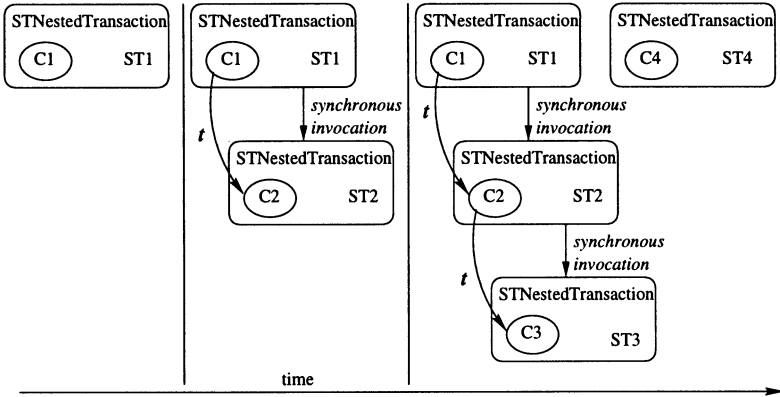 STNestedTransaction
C1 ST1
STNestedTransaction
C1 ST1
synchronous
invocation
t
STNestedTransaction
C2 ST2
STNestedTransaction
C1 ST1
synchronous
invocation
t
STNestedTransaction
C2 ST2
synchronous
invocation
t
STNestedTransaction
C3 ST3
STNestedTransaction
C4 ST4
time